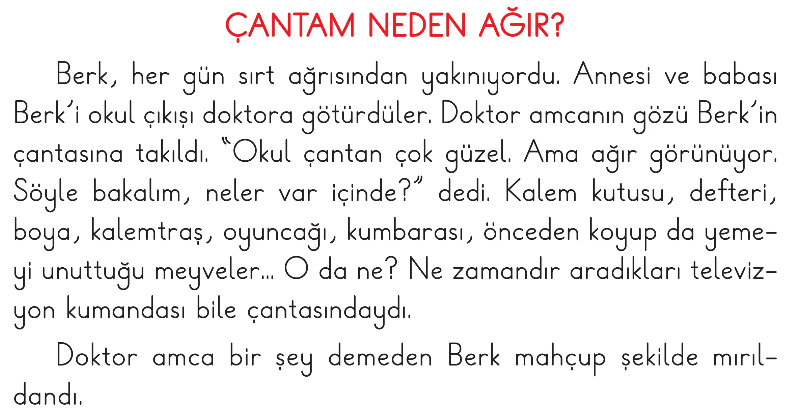 ÇANTAM NEDEN AĞIR?
Berk, her gün sırt ağrısından yakınıyordu. Annesi ve babası
Berk'i okul çıkışı doktora götürdüler. Doktor amcanın gözü Berk'in
çantasına takıldı. "Okul çantan çok güzel. Ama ağır görünüyor.
Söyle bakalım, neler var içinde?" dedi. Kalem kutusu, defteri,
boya, kalemtraş, oyuncağı, kumbarası, önceden koyup da yeme-
yi unuttuğu meyveler... O da ne? Ne zamandır aradıkları televiz-
yon kumandası bile çantasındaydı.
Doktor amca bir şey demeden Berk mahçup şekilde mırıl-
dandı.